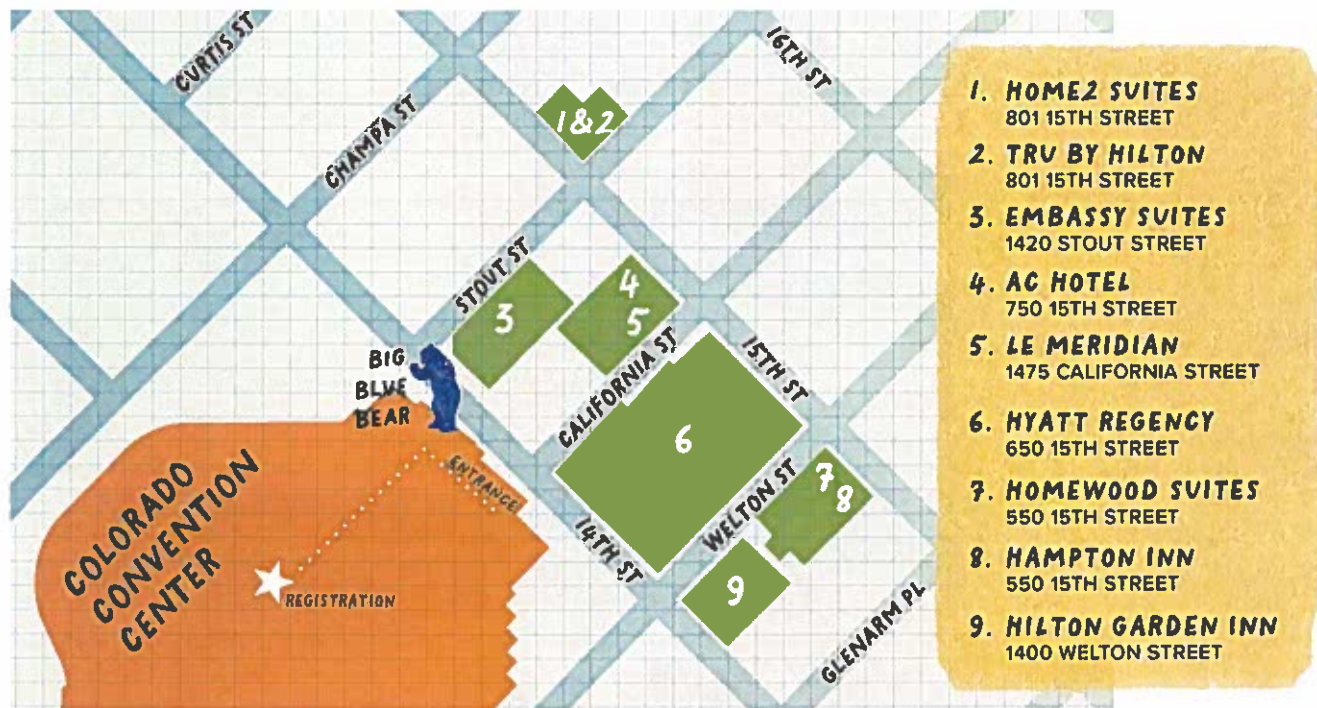 CURTIS ST
CHAMPA ST
16TH ST
1&2
STOUT ST
3
4
5
BIG
BLUE
BEAR
CALIFORNIA ST
15TH ST
6
ENTRANCE
COLORADO
CONVENTION
CENTER
REGISTRATION
14TH ST
WELTON ST
7
8
9
GLENARM PL
1. HOME2 SUITES
801 15TH STREET
2. TRU BY HILTON
801 15TH STREET
3. EMBASSY SUITES
1420 STOUT STREET
4. AC HOTEL
750 15TH STREET
5. LE MERIDIAN
1475 CALIFORNIA STREET
6. HYATT REGENCY
650 15TH STREET
7. HOMEWOOD SUITES
550 15TH STREET
8. HAMPTON INN
550 15TH STREET
9. HILTON GARDEN INN
1400 WELTON STREET